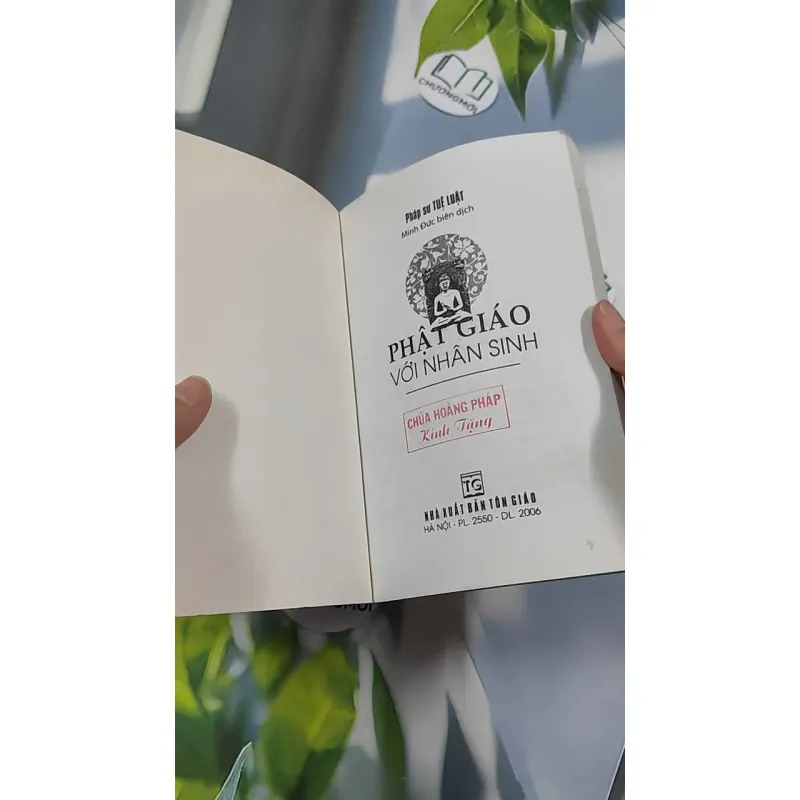 CHƯƠNGMỚI
Pháp sư TUỆ LUẬT
Minh Đức biên dịch
PHẬT GIÁO
VỚI NHÂN SINH
CHÙA HOẰNG PHÁP
Kính Tặng
TG
NHÀ XUẤT BẢN TÔN GIÁO
HÀ NỘI - PL. 2550 - DL. 2006